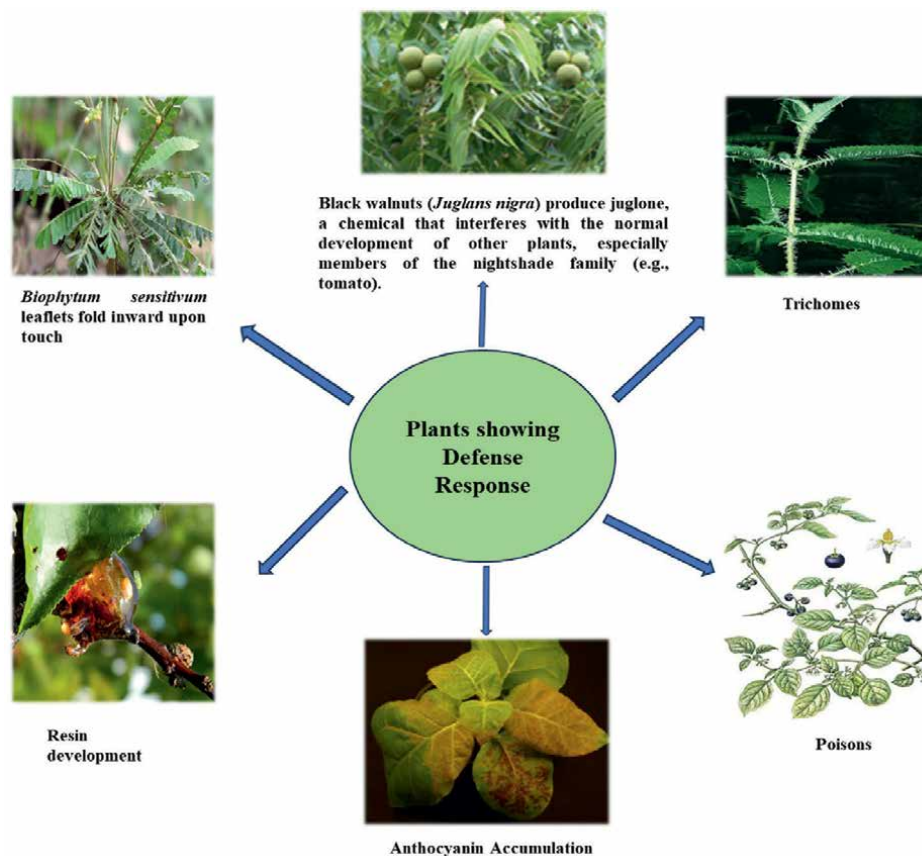 Black walnuts (Juglans nigra) produce juglone,
a chemical that interferes with the normal
development of other plants, especially
members of the nightshade family (e.g.,
tomato).
Biophytum sensitivum
leaflets fold inward upon
touch
Trichomes
Plants showing
Defense
Response
Resin
development
Poisons
Anthocyanin Accumulation